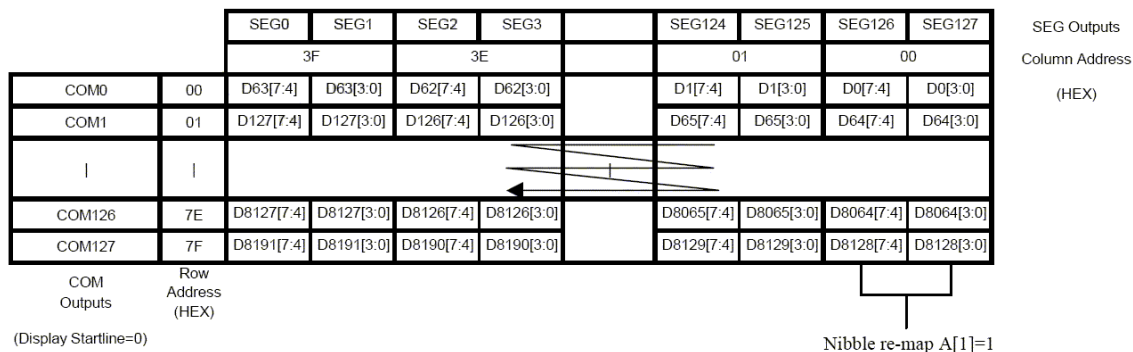 SEG0 SEG1 SEG2 SEG3 SEG124 SEG125 SEG126 SEG127 SEG Outputs
3F 3E 01 00 Column Address
COM0 00 D63[7:4] D63[3:0] D62[7:4] D62[3:0] D1[7:4] D1[3:0] D0[7:4] D0[3:0] (HEX)
COM1 01 D127[7:4] D127[3:0] D126[7:4] D126[3:0] D65[7:4] D65[3:0] D64[7:4] D64[3:0]
| | |
COM126 7E D8127[7:4] D8127[3:0] D8126[7:4] D8126[3:0] D8065[7:4] D8065[3:0] D8064[7:4] D8064[3:0]
COM127 7F D8191[7:4] D8191[3:0] D8190[7:4] D8190[3:0] D8129[7:4] D8129[3:0] D8128[7:4] D8128[3:0]
COM
Outputs
Row
Address
(HEX)
(Display Startline=0)
Nibble re-map A[1]=1